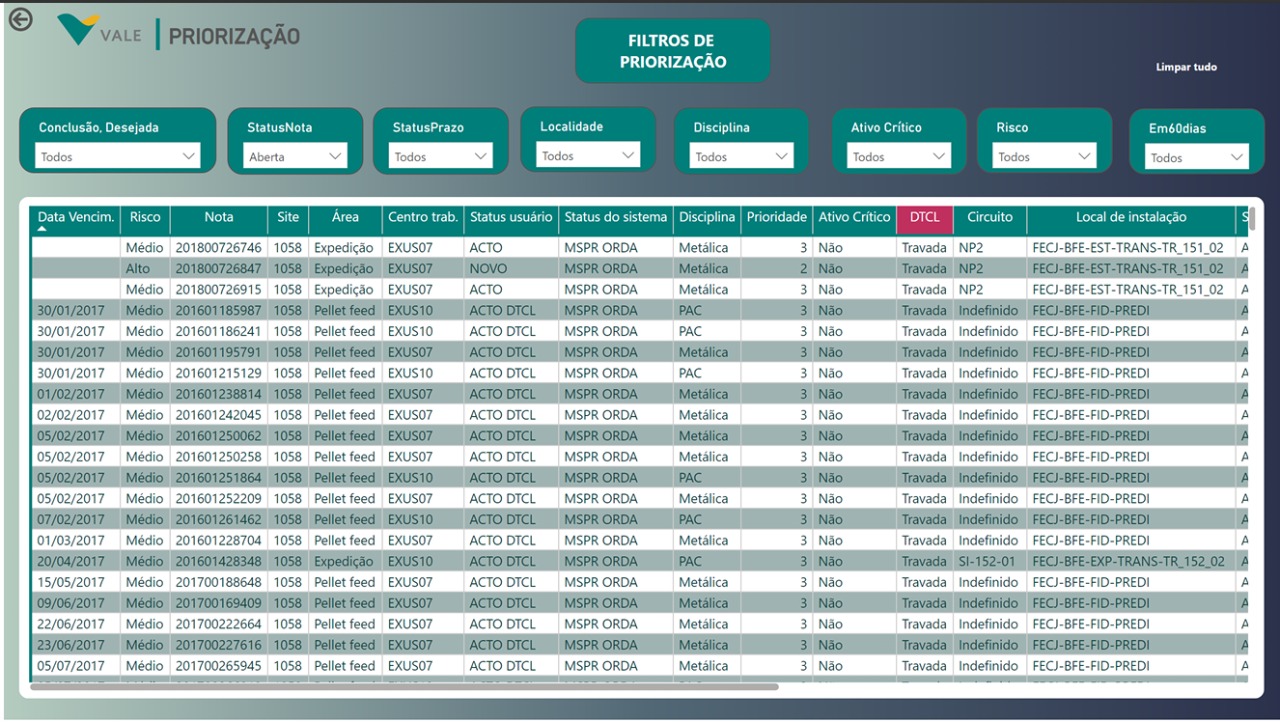 VALE | PRIORIZAÇÃO
FILTROS DE
PRIORIZAÇÃO
Limpar tudo
Conclusão, Desejada StatusNota StatusPrazo Localidade Disciplina Ativo Crítico Risco Em60dias
Todos Aberta Todos Todos Todos Todos Todos Todos
Data Vencim. Risco Nota Site Área Centro trab. Status usuário Status do sistema Disciplina Prioridade Ativo Crítico DTCL Circuito Local de instalação S
Médio 201800726746 1058 Expedição EXUS07 ACTO MSPR ORDA Metálica 3 Não Travada NP2 FECJ-BFE-EST-TRANS-TR_151_02 A
Alto 201800726847 1058 Expedição EXUS07 NOVO MSPR ORDA Metálica 2 Não Travada NP2 FECJ-BFE-EST-TRANS-TR_151_02 A
Médio 201800726915 1058 Expedição EXUS07 ACTO MSPR ORDA Metálica 3 Não Travada NP2 FECJ-BFE-EST-TRANS-TR_151_02 A
30/01/2017 Médio 201601185987 1058 Pellet feed EXUS10 ACTO DTCL MSPR ORDA PAC 3 Não Travada Indefinido FECJ-BFE-FID-PREDI A
30/01/2017 Médio 201601186241 1058 Pellet feed EXUS07 ACTO DTCL MSPR ORDA PAC 3 Não Travada Indefinido FECJ-BFE-FID-PREDI A
30/01/2017 Médio 201601195791 1058 Pellet feed EXUS07 ACTO DTCL MSPR ORDA Metálica 3 Não Travada Indefinido FECJ-BFE-FID-PREDI A
30/01/2017 Médio 201601215129 1058 Pellet feed EXUS10 ACTO DTCL MSPR ORDA PAC 3 Não Travada Indefinido FECJ-BFE-FID-PREDI A
01/02/2017 Médio 201601238814 1058 Pellet feed EXUS07 ACTO DTCL MSPR ORDA Metálica 3 Não Travada Indefinido FECJ-BFE-FID-PREDI A
02/02/2017 Médio 201601242045 1058 Pellet feed EXUS07 ACTO DTCL MSPR ORDA Metálica 3 Não Travada Indefinido FECJ-BFE-FID-PREDI A
05/02/2017 Médio 201601250062 1058 Pellet feed EXUS07 ACTO DTCL MSPR ORDA Metálica 3 Não Travada Indefinido FECJ-BFE-FID-PREDI A
05/02/2017 Médio 201601250258 1058 Pellet feed EXUS07 ACTO DTCL MSPR ORDA Metálica 3 Não Travada Indefinido FECJ-BFE-FID-PREDI A
05/02/2017 Médio 201601251864 1058 Pellet feed EXUS10 ACTO DTCL MSPR ORDA PAC 3 Não Travada Indefinido FECJ-BFE-FID-PREDI A
05/02/2017 Médio 201601252209 1058 Pellet feed EXUS07 ACTO DTCL MSPR ORDA Metálica 3 Não Travada Indefinido FECJ-BFE-FID-PREDI A
07/02/2017 Médio 201601261462 1058 Pellet feed EXUS10 ACTO DTCL MSPR ORDA PAC 3 Não Travada Indefinido FECJ-BFE-FID-PREDI A
01/03/2017 Médio 201601228704 1058 Pellet feed EXUS07 ACTO DTCL MSPR ORDA Metálica 3 Não Travada Indefinido FECJ-BFE-FID-PREDI A
20/04/2017 Médio 201601428348 1058 Expedição EXUS10 ACTO DTCL MSPR ORDA PAC 3 Não Travada SI-152-01 FECJ-BFE-EXP-TRANS-TR_152_02 A
15/05/2017 Médio 201700188648 1058 Pellet feed EXUS07 ACTO DTCL MSPR ORDA Metálica 3 Não Travada Indefinido FECJ-BFE-FID-PREDI A
09/06/2017 Médio 201700169409 1058 Pellet feed EXUS07 ACTO DTCL MSPR ORDA Metálica 3 Não Travada Indefinido FECJ-BFE-FID-PREDI A
22/06/2017 Médio 201700222664 1058 Pellet feed EXUS07 ACTO DTCL MSPR ORDA Metálica 3 Não Travada Indefinido FECJ-BFE-FID-PREDI A
23/06/2017 Médio 201700227616 1058 Pellet feed EXUS07 ACTO DTCL MSPR ORDA Metálica 3 Não Travada Indefinido FECJ-BFE-FID-PREDI A
05/07/2017 Médio 201700265945 1058 Pellet feed EXUS07 ACTO DTCL MSPR ORDA Metálica 3 Não Travada Indefinido FECJ-BFE-FID-PREDI A